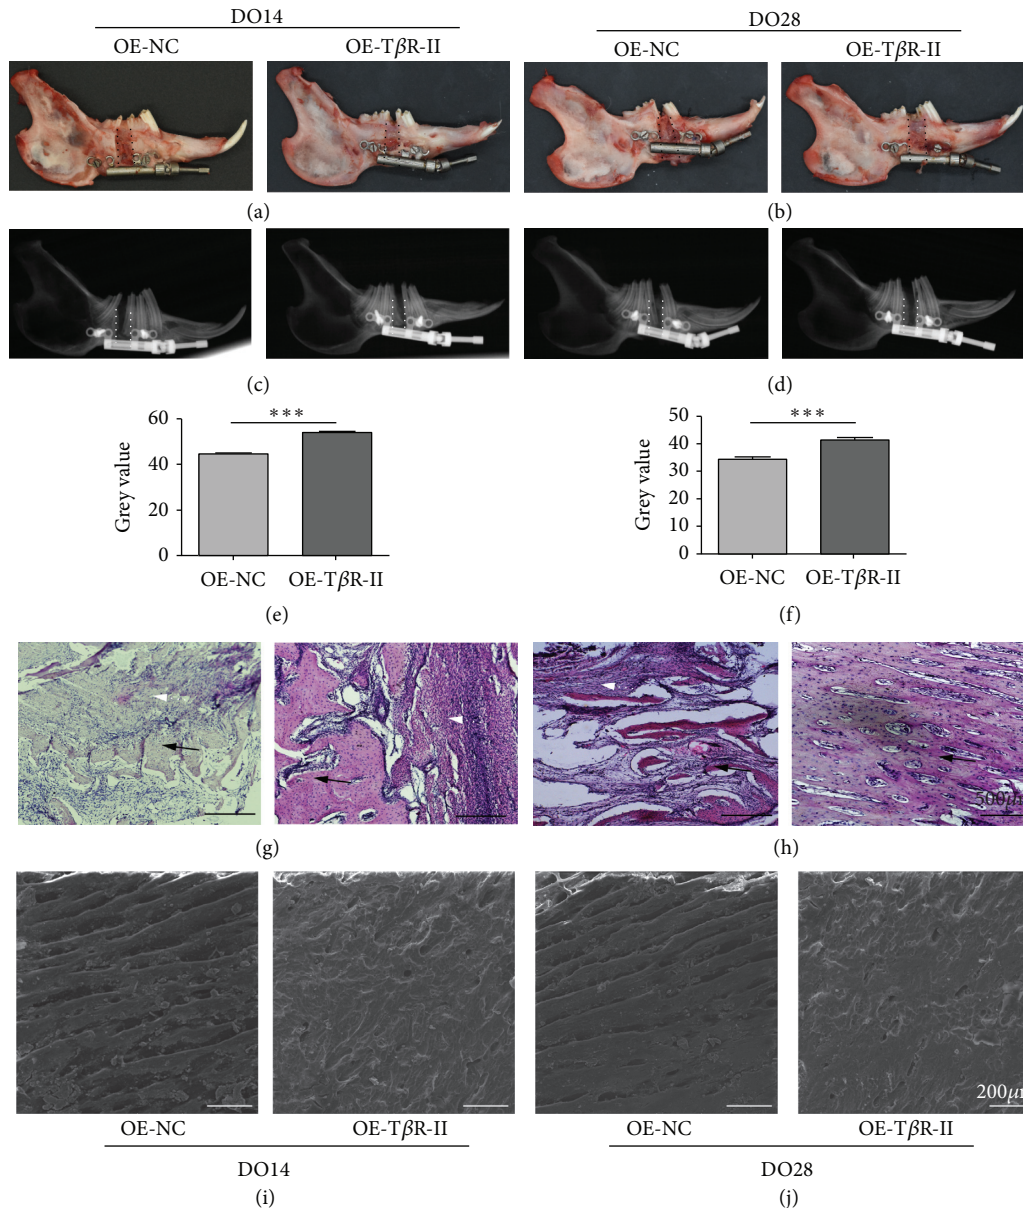 DO14 DO28
OE-NC OE-TβR-II OE-NC OE-TβR-II
(a) (b)
(c) (d)
60
40
20
0
Grey value
***
OE-NC OE-TβR-II
(e)
50
40
30
20
10
0
Grey value
***
OE-NC OE-TβR-II
(f)
500μm
(g) (h)
200μm
OE-NC OE-TβR-II OE-NC OE-TβR-II
DO14 DO28
(i) (j)